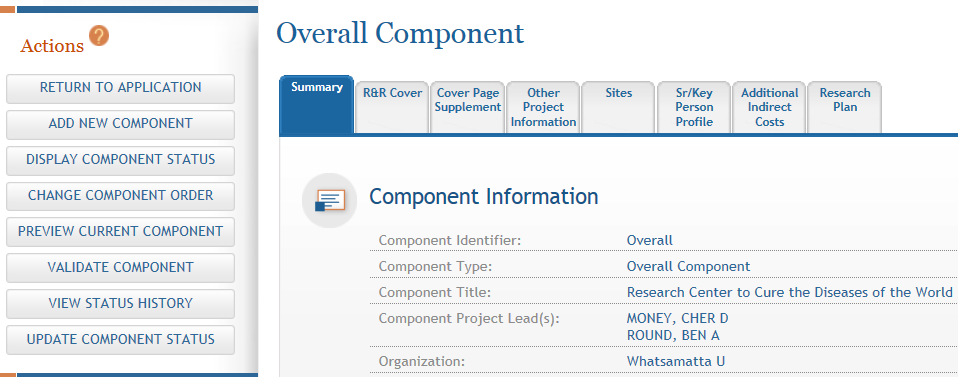 Actions ?
RETURN TO APPLICATION
ADD NEW COMPONENT
DISPLAY COMPONENT STATUS
CHANGE COMPONENT ORDER
PREVIEW CURRENT COMPONENT
VALIDATE COMPONENT
VIEW STATUS HISTORY
UPDATE COMPONENT STATUS
Overall Component
Summary
R&R Cover
Cover Page
Supplement
Other
Project
Information
Sites
Sr/Key
Person
Profile
Additional
Indirect
Costs
Research
Plan
Component Information
Component Identifier: Overall
Component Type: Overall Component
Component Title: Research Center to Cure the Diseases of the World
Component Project Lead(s): MONEY, CHER D
ROUND, BEN A
Organization: Whatsamatta U